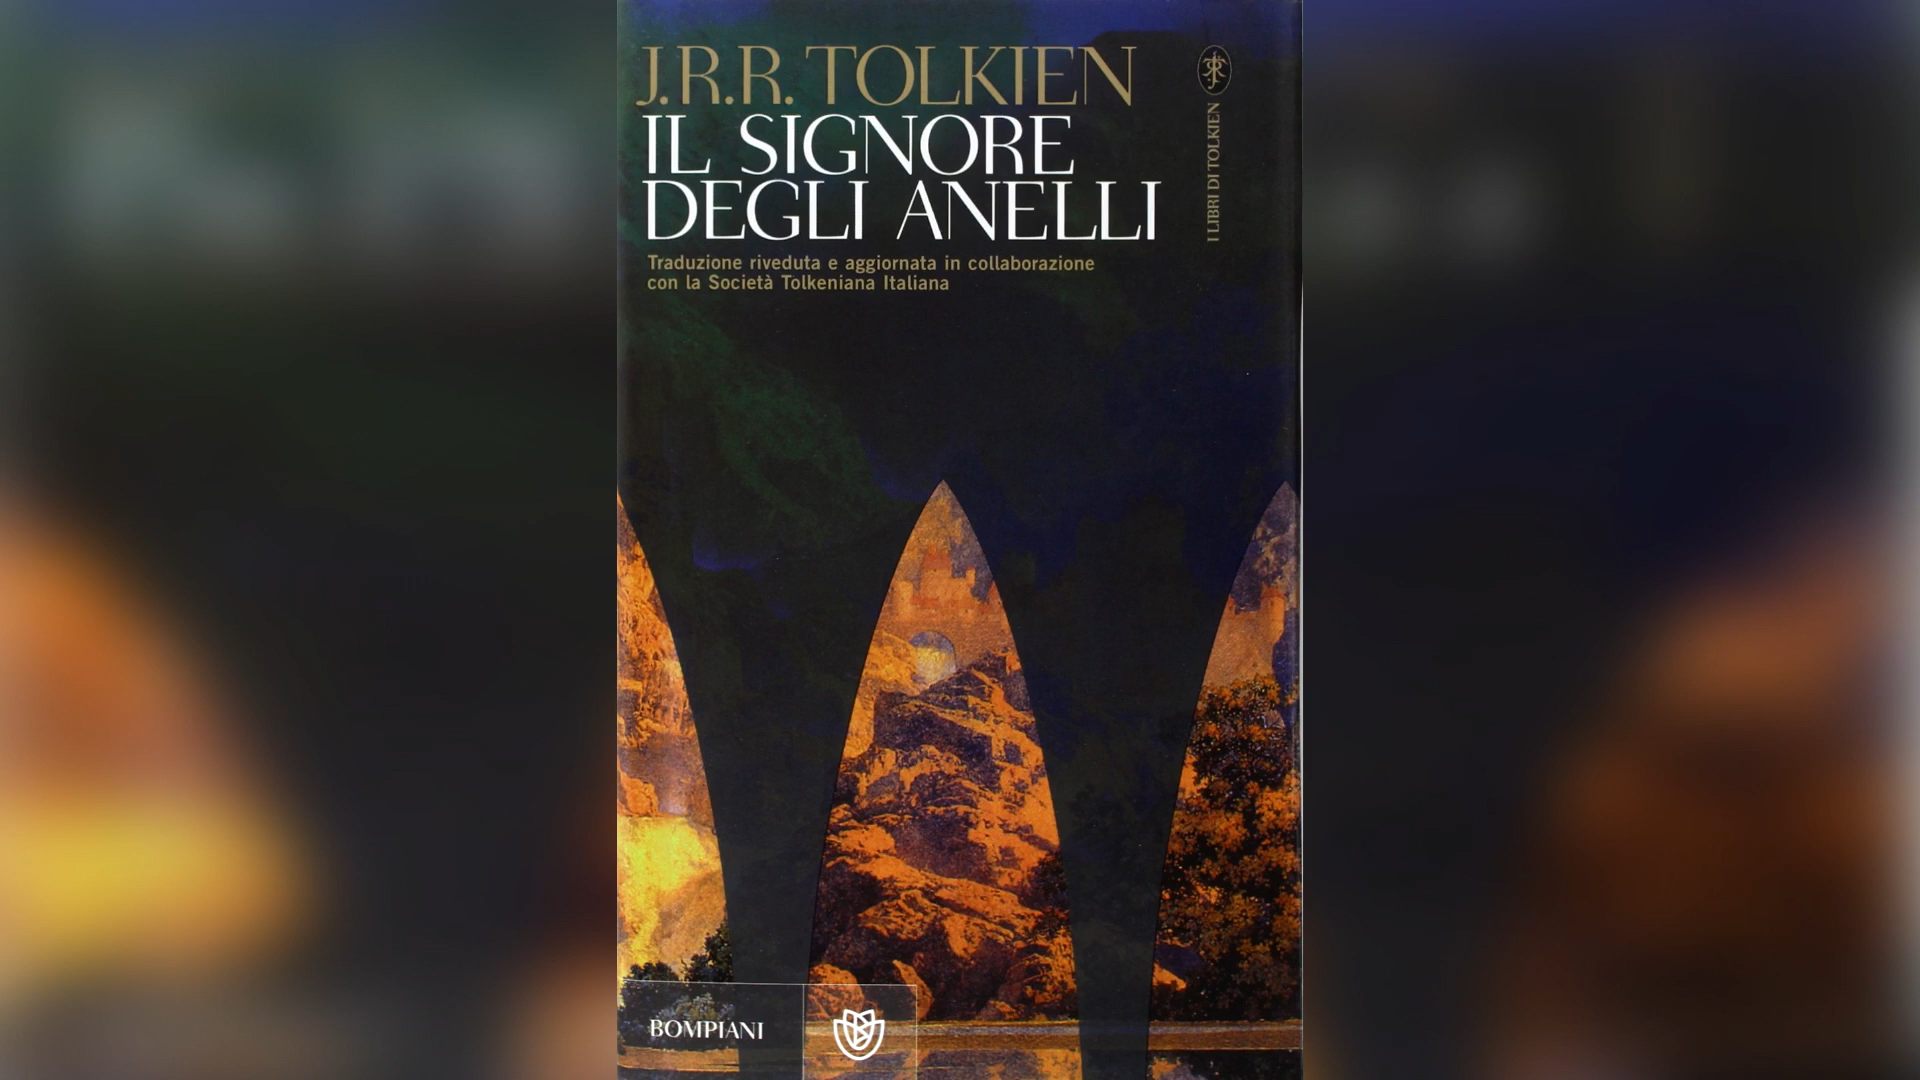 J.R.R. TOLKIEN
IL SIGNORE
DEGLI ANELLI
Traduzione riveduta e aggiornata in collaborazione
con la Società Tolkeniana Italiana
I LIBRI DI TOLKIEN
BOMPIANI